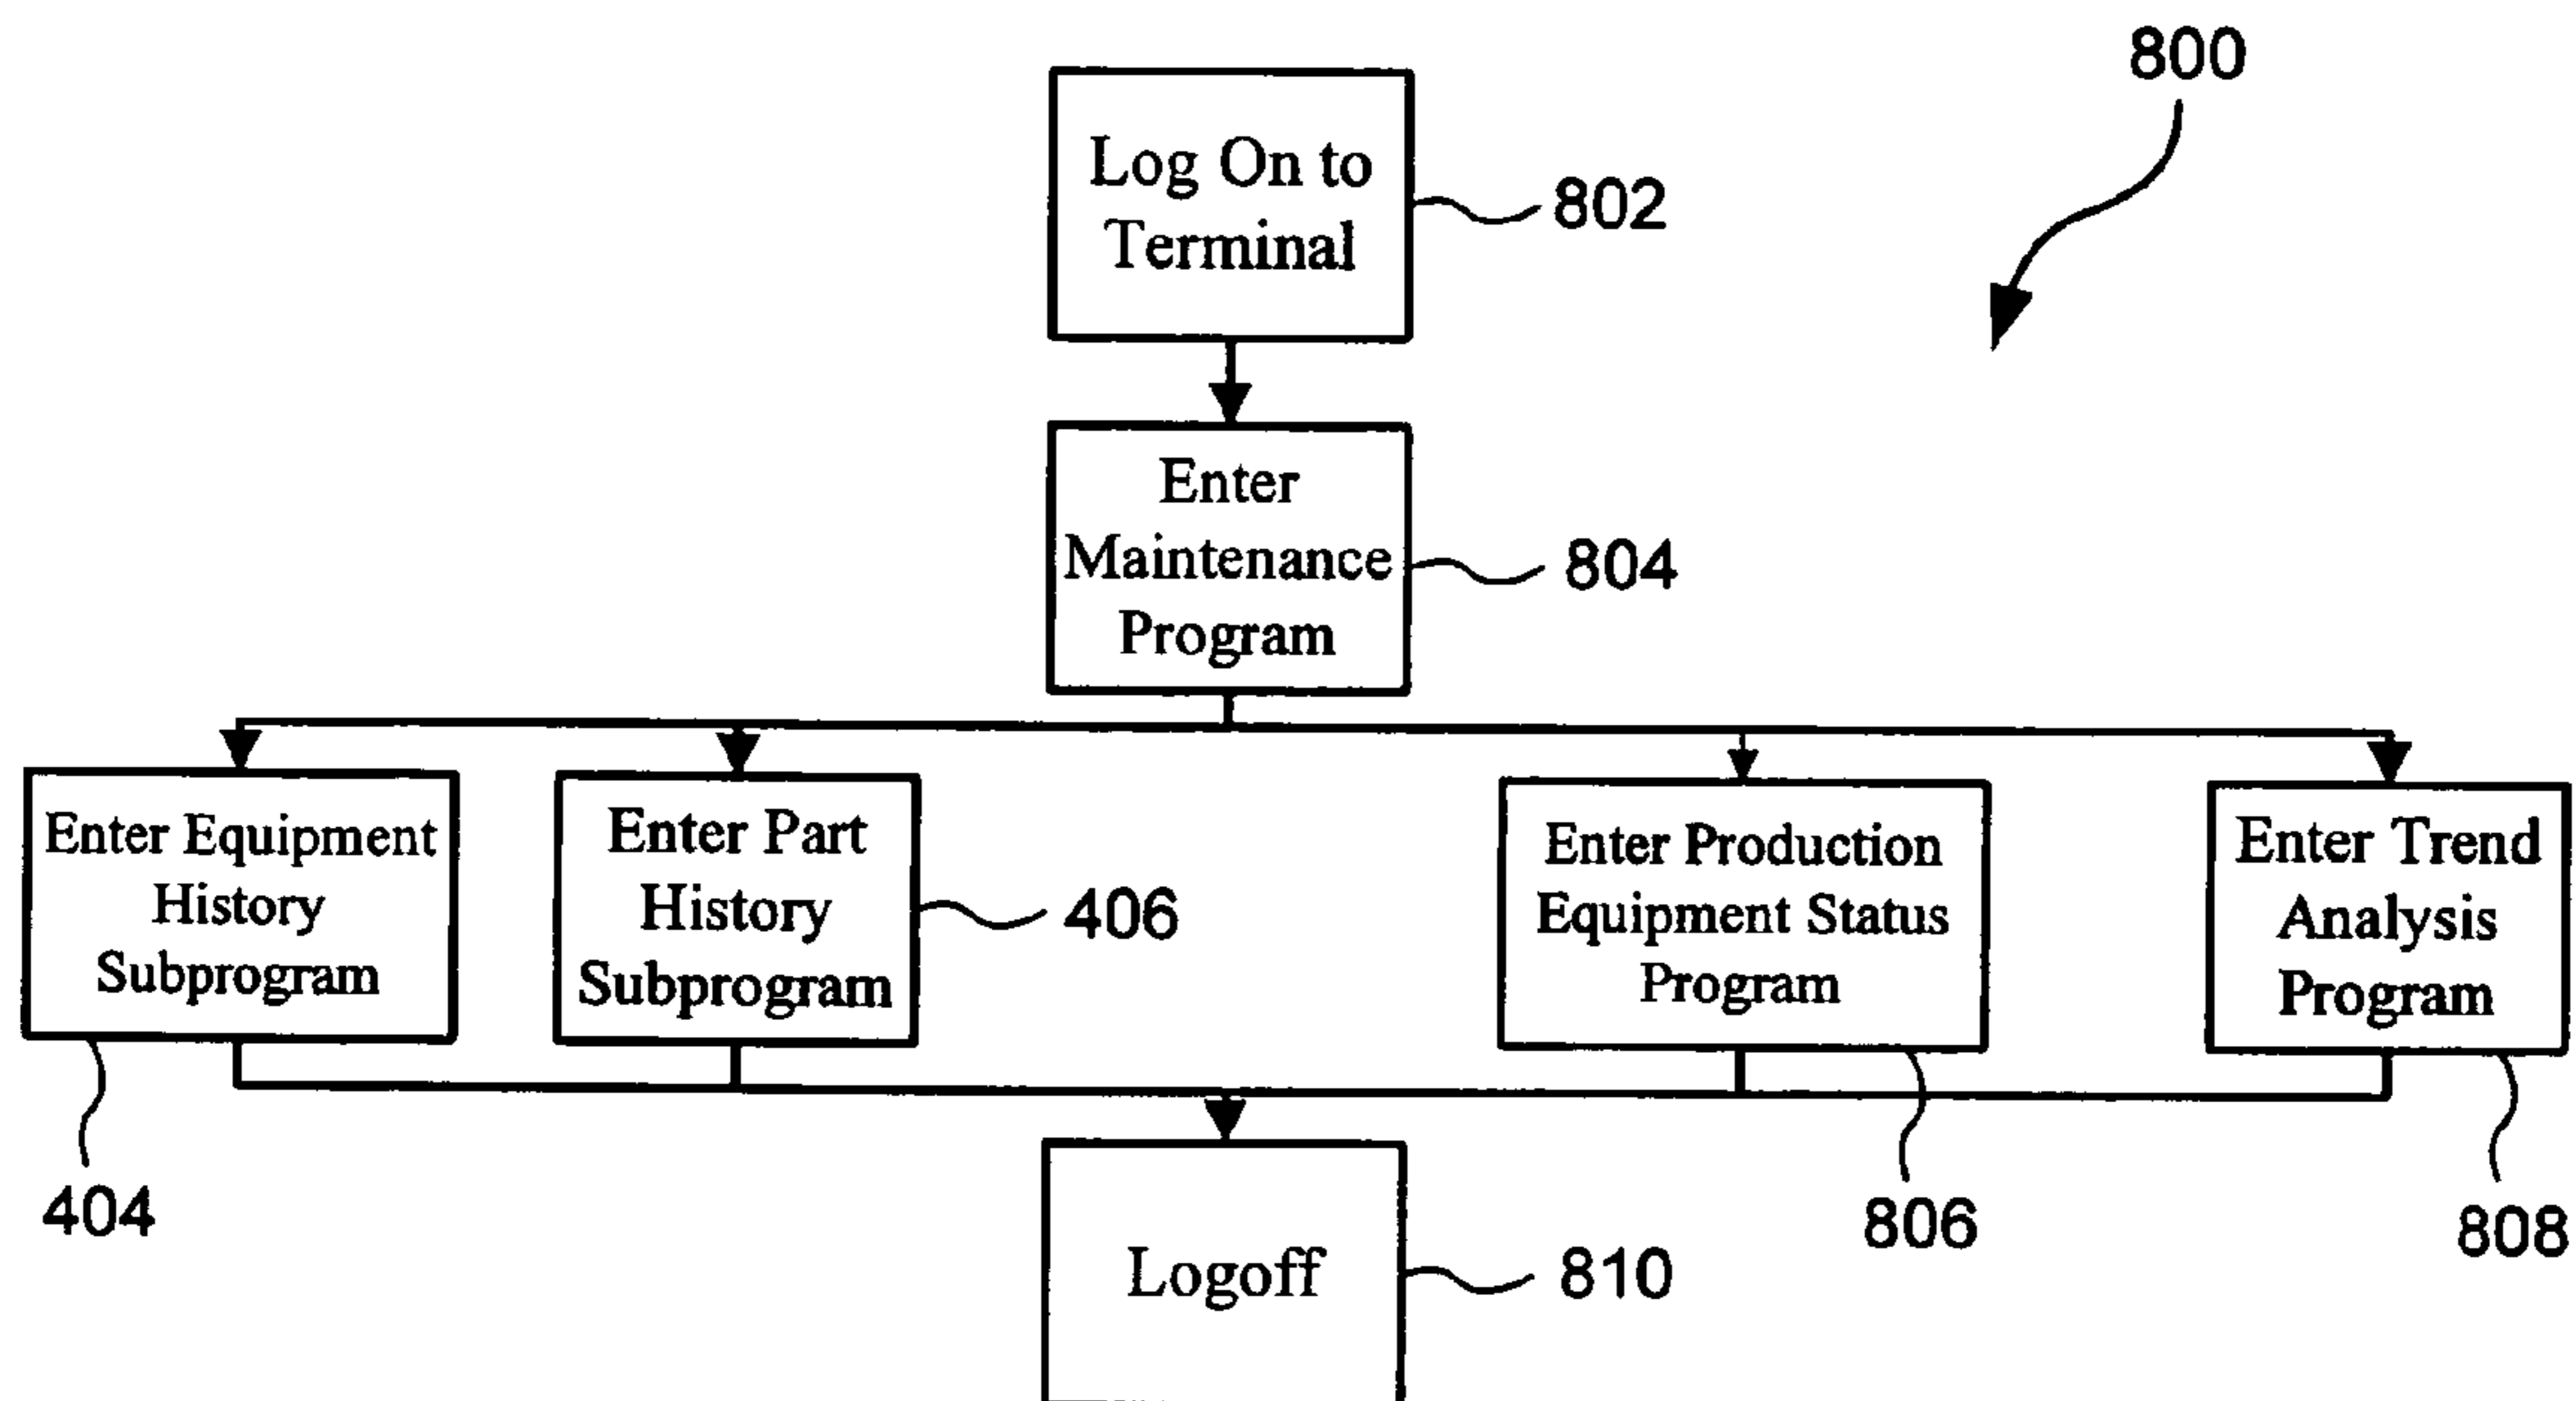 800
Log On to
Terminal
802
Enter
Maintenance
Program
804
Enter Equipment
History
Subprogram
404
Enter Part
History
Subprogram
406
Enter Production
Equipment Status
Program
806
Enter Trend
Analysis
Program
808
Logoff
810